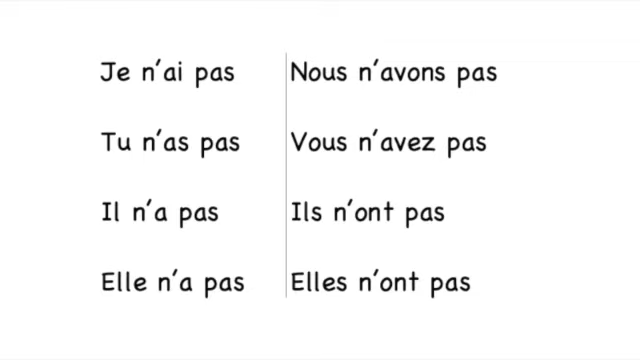 Je n'ai pas
Tu n'as pas
Il n'a pas
Elle n'a pas
Nous n'avons pas
Vous n'avez pas
Ils n'ont pas
Elles n'ont pas